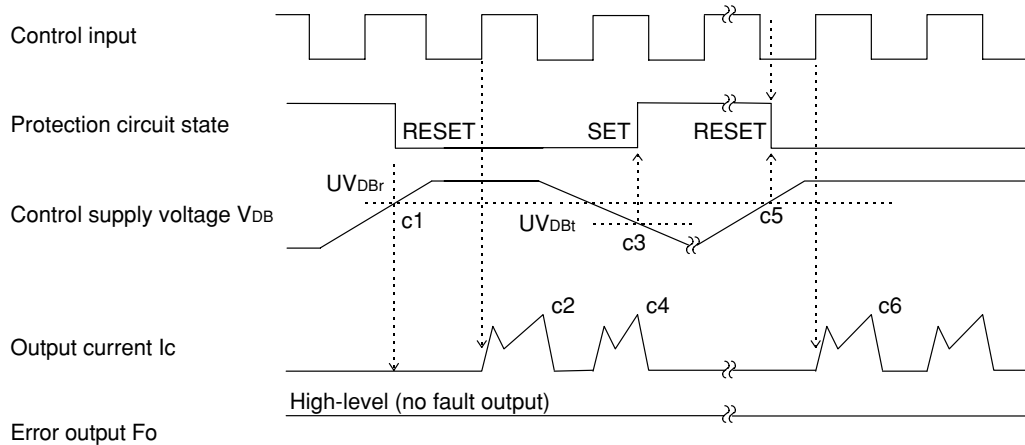 Control input
Protection circuit state
RESET
SET
RESET
UVDBr
Control supply voltage VDB
c1
UVDBt
c3
c5
c2
c4
c6
Output current Ic
High-level (no fault output)
Error output Fo